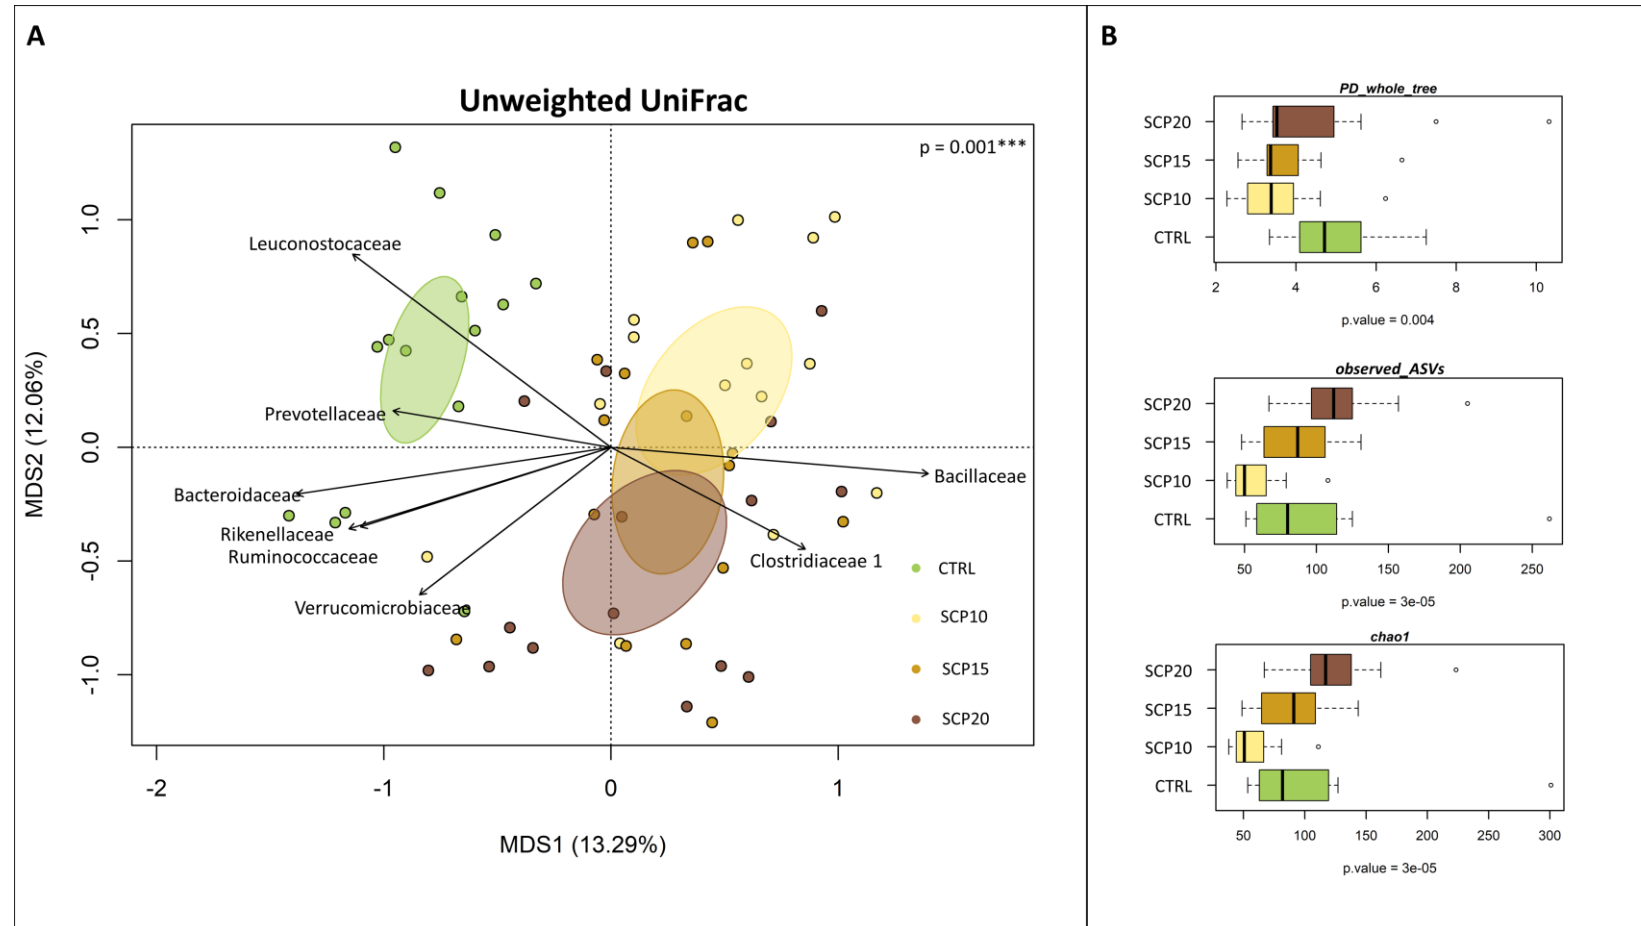 A
Unweighted UniFrac
p = 0.001***
MDS2 (12.06%)
1.0
0.5
0.0
-0.5
-1.0
Leuconostocaceae
Prevotellaceae
Bacteroidaceae
Rikenellaceae
Ruminococcaceae
Verrucomicrobiaceae
Bacillaceae
Clostridiaceae 1
CTRL
SCP10
SCP15
SCP20
-2 -1 0 1
MDS1 (13.29%)
B
PD_whole_tree
SCP20
SCP15
SCP10
CTRL
2 4 6 8 10
p.value = 0.004
observed_ASVs
SCP20
SCP15
SCP10
CTRL
50 100 150 200 250
p.value = 3e-05
chao1
SCP20
SCP15
SCP10
CTRL
50 100 150 200 250 300
p.value = 3e-05